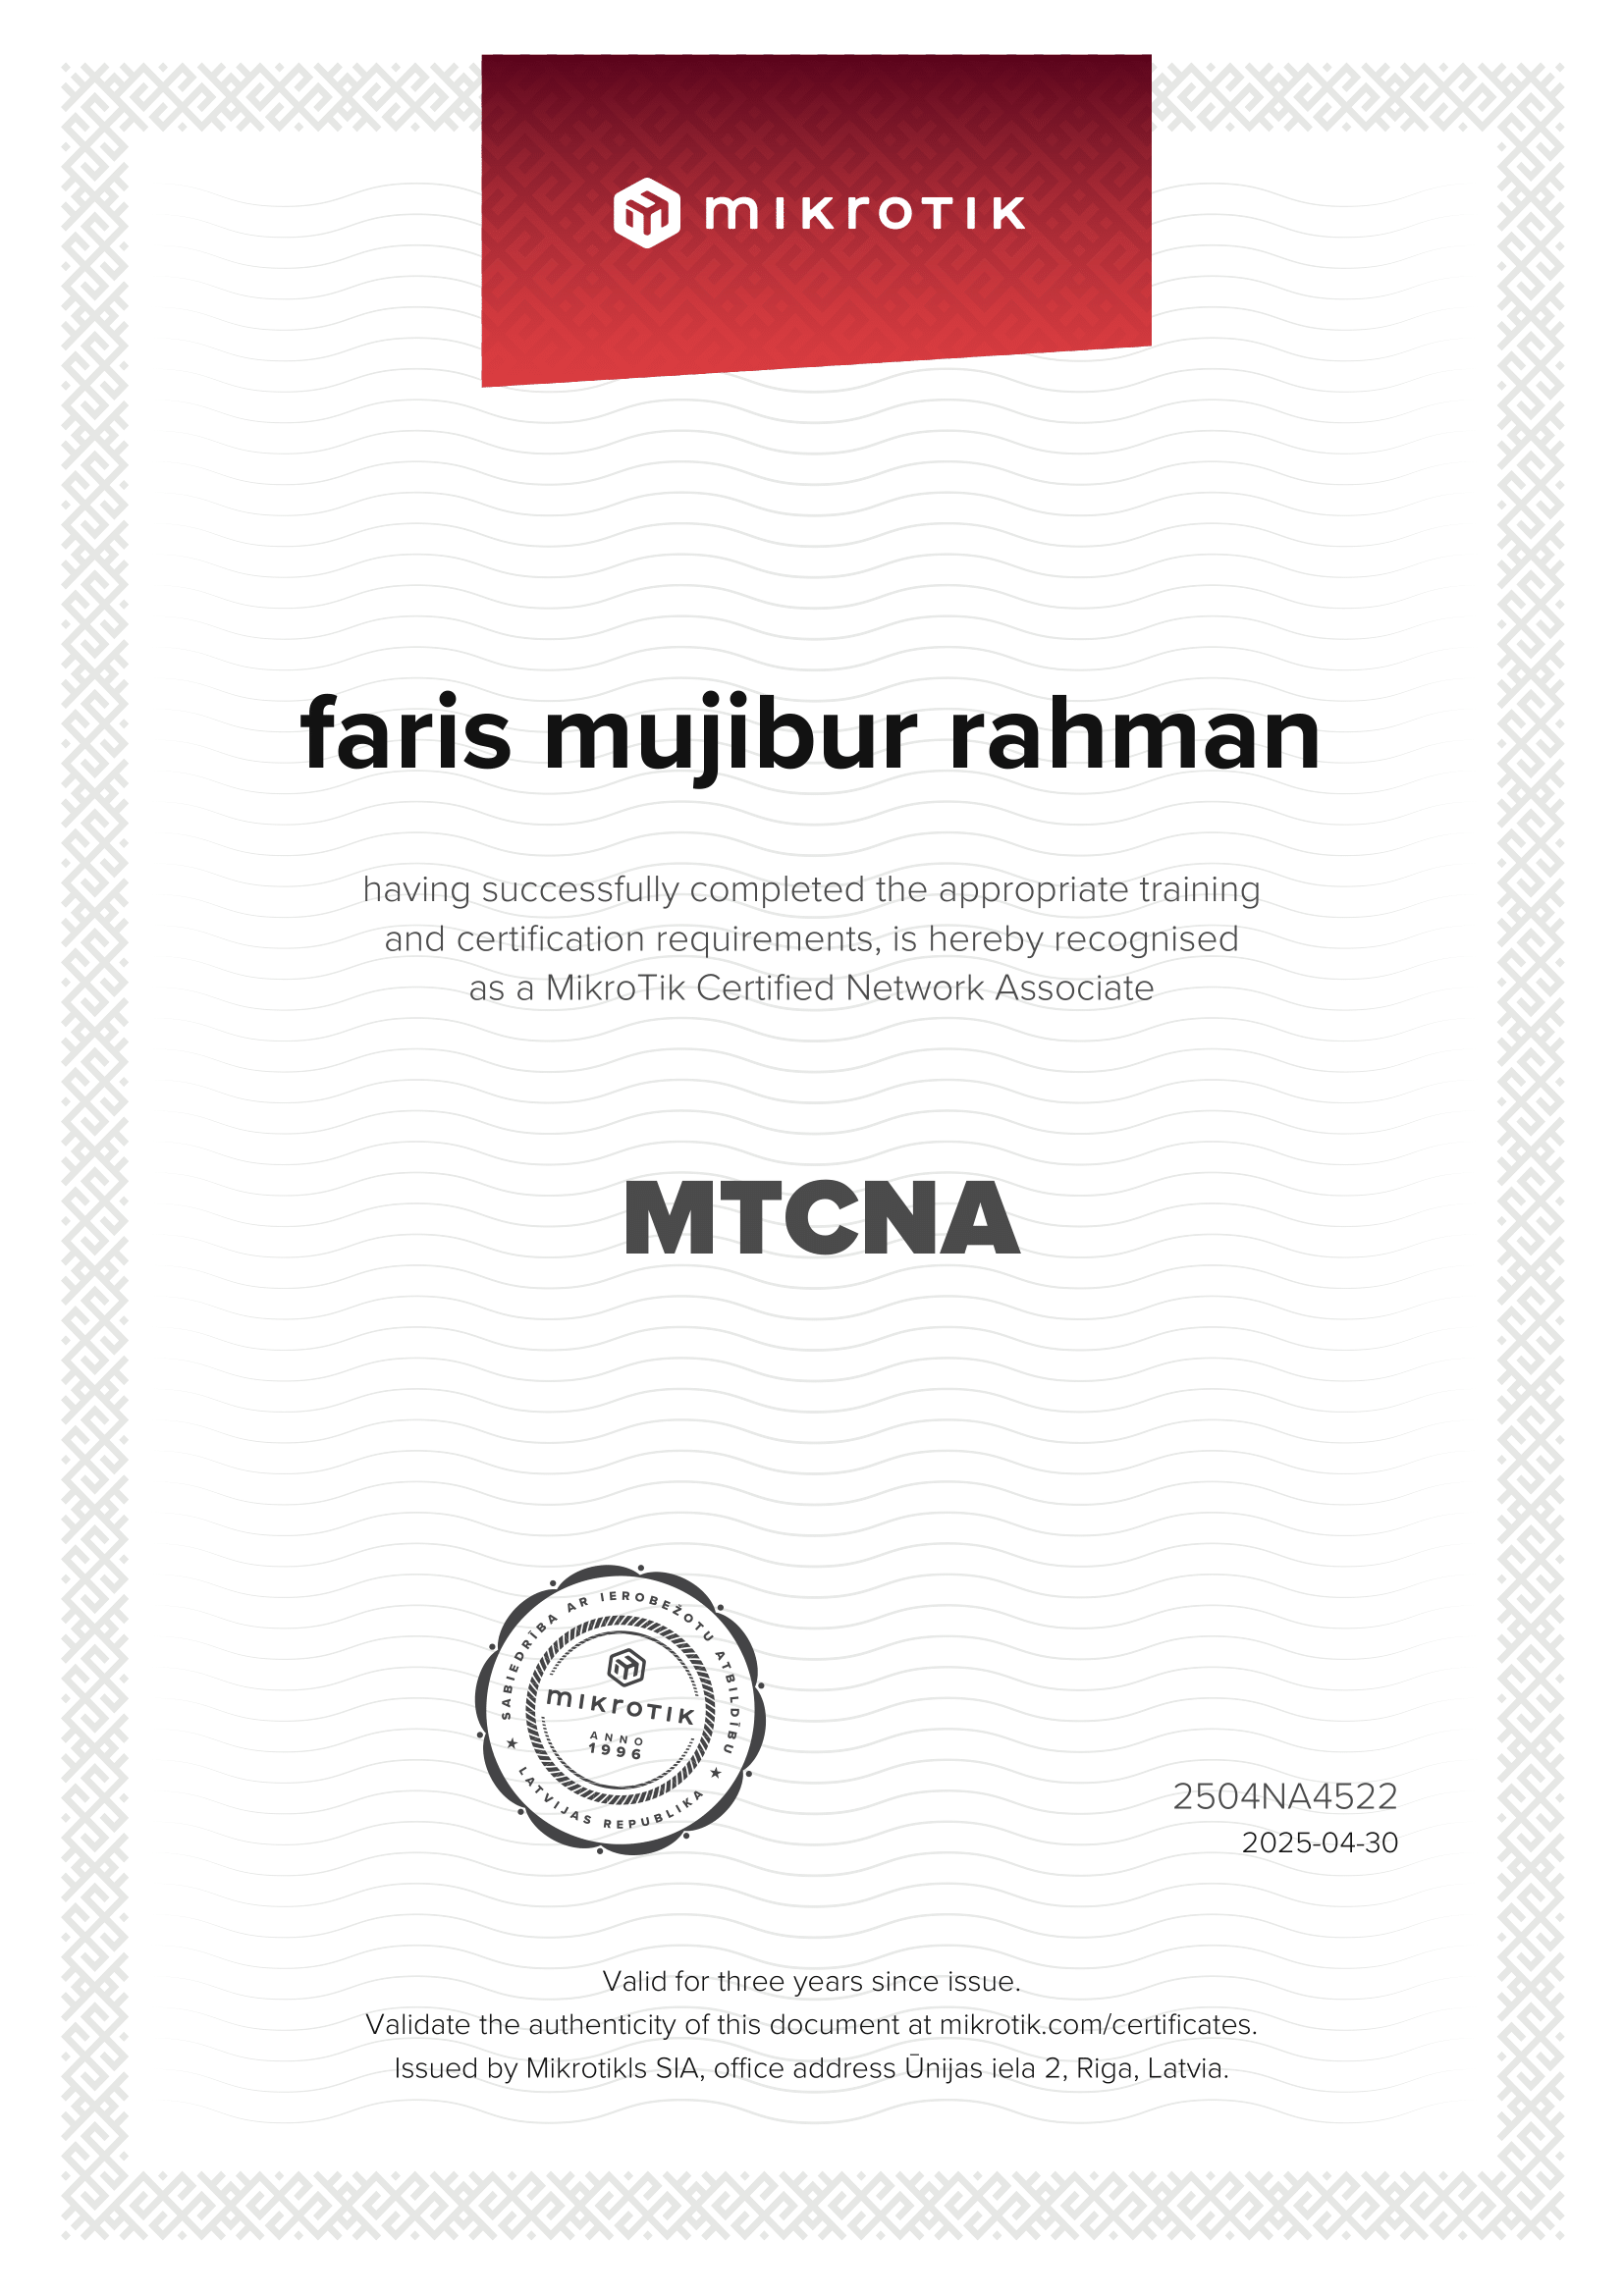 mikrotik
faris mujibur rahman
having successfully completed the appropriate training
and certification requirements, is hereby recognised
as a MikroTik Certified Network Associate
MTCNA
SABIEDRĪBA AR IEROBEŽOTU ATBILDĪBU
mikrotik
ANNO
1996
★ LATVIJAS REPUBLIKA ★
2504NA4522
2025-04-30
Valid for three years since issue.
Validate the authenticity of this document at mikrotik.com/certificates.
Issued by Mikrotikls SIA, office address Ūnijas iela 2, Riga, Latvia.